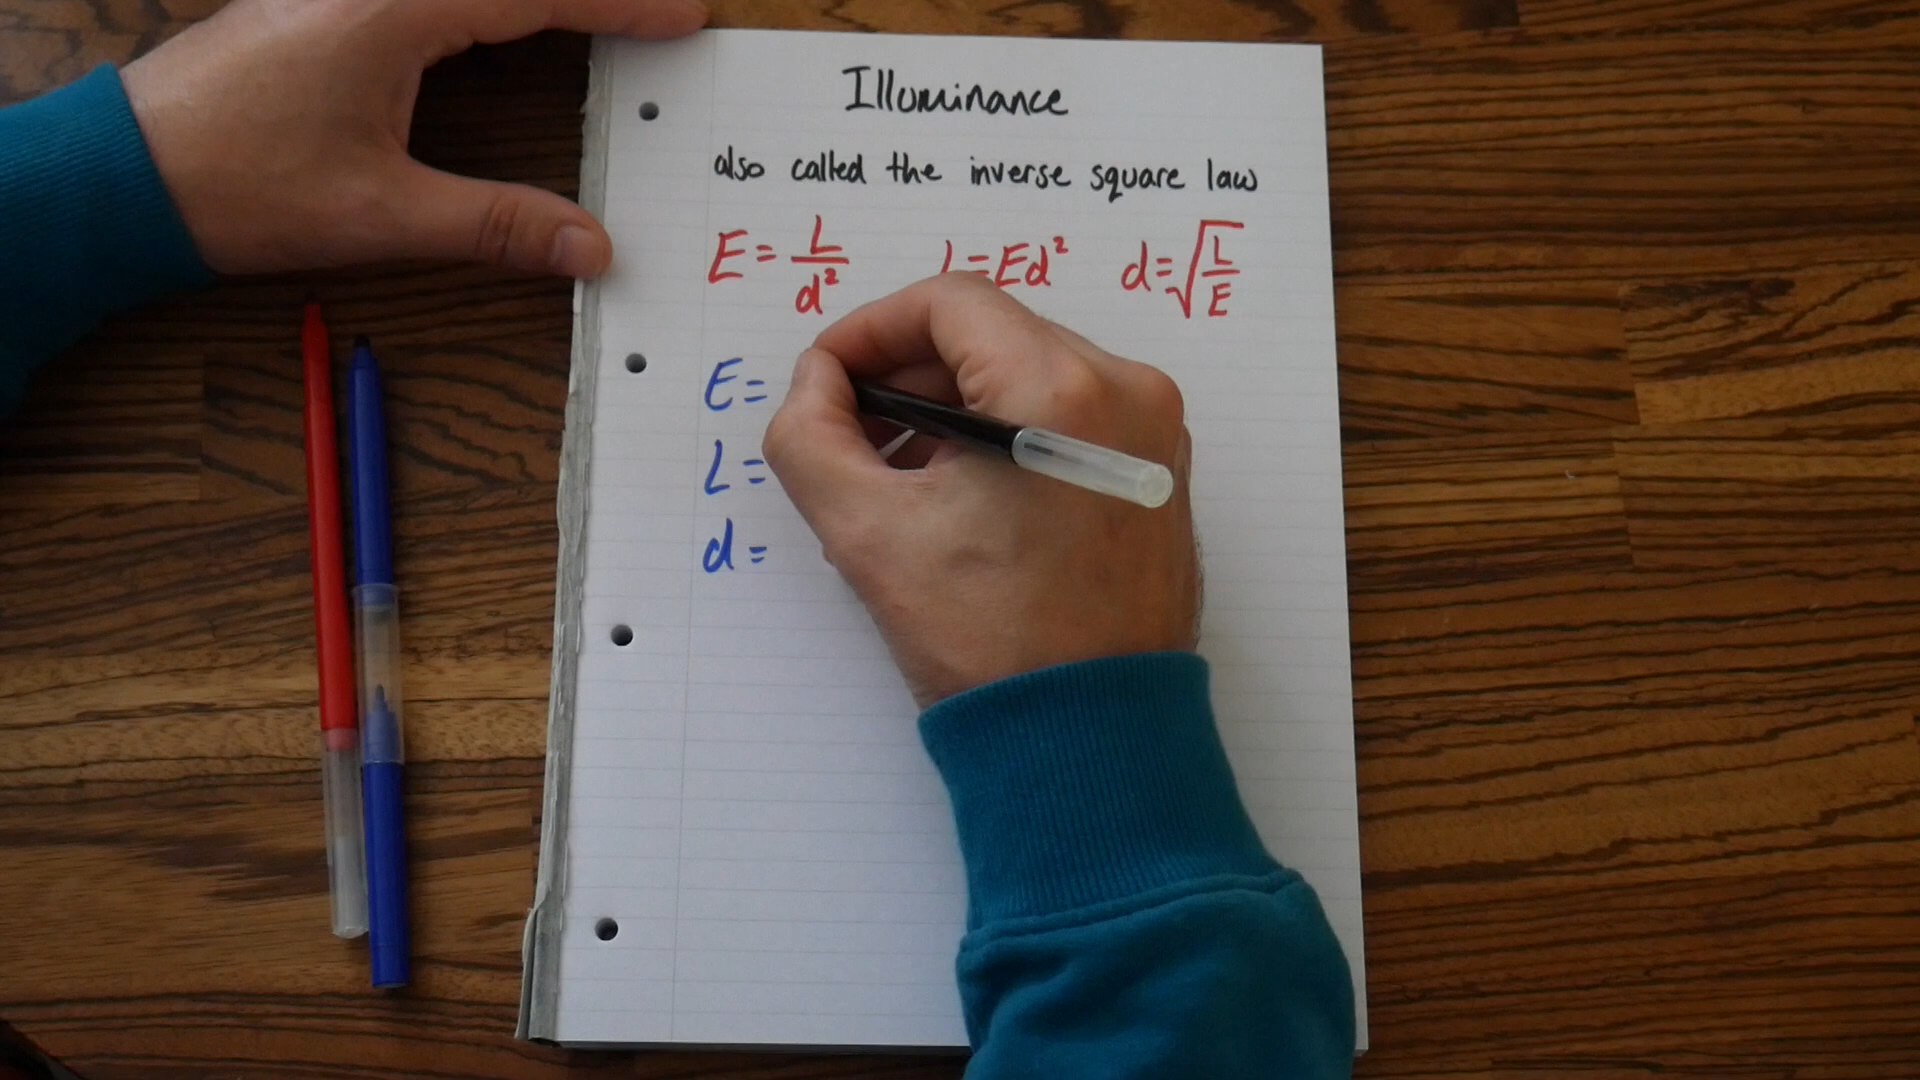 Illuminance
also called the inverse square law
E = L/d² L = Ed² d = √(L/E)
E =
L =
d =